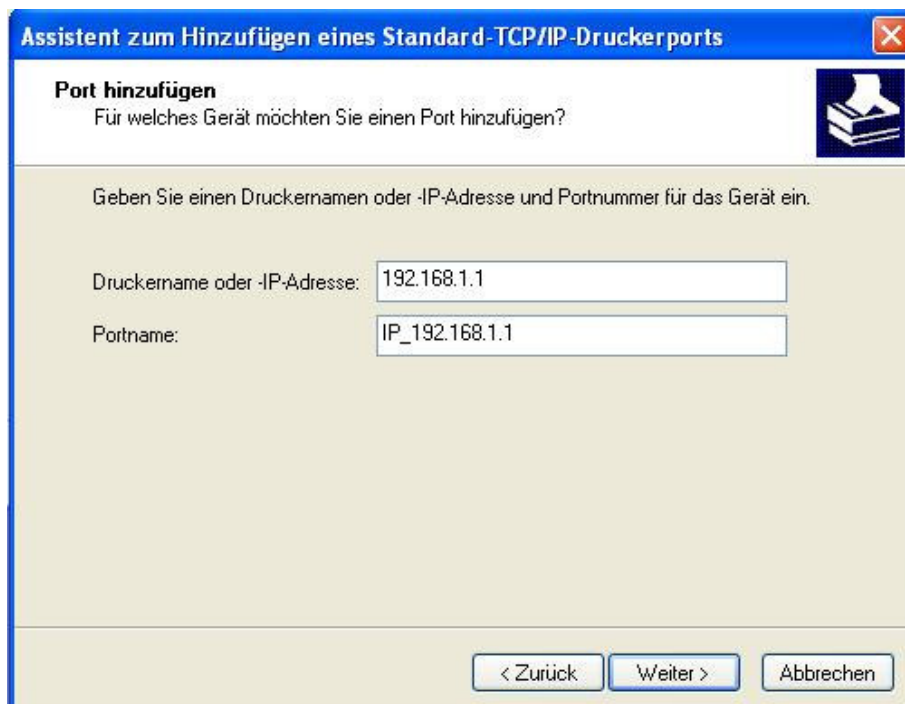 Assistent zum Hinzufügen eines Standard-TCP/IP-Druckerports
Port hinzufügen
Für welches Gerät möchten Sie einen Port hinzufügen?
Geben Sie einen Druckernamen oder -IP-Adresse und Portnummer für das Gerät ein.
Druckername oder -IP-Adresse: 192.168.1.1
Portname: IP_192.168.1.1
< Zurück Weiter > Abbrechen